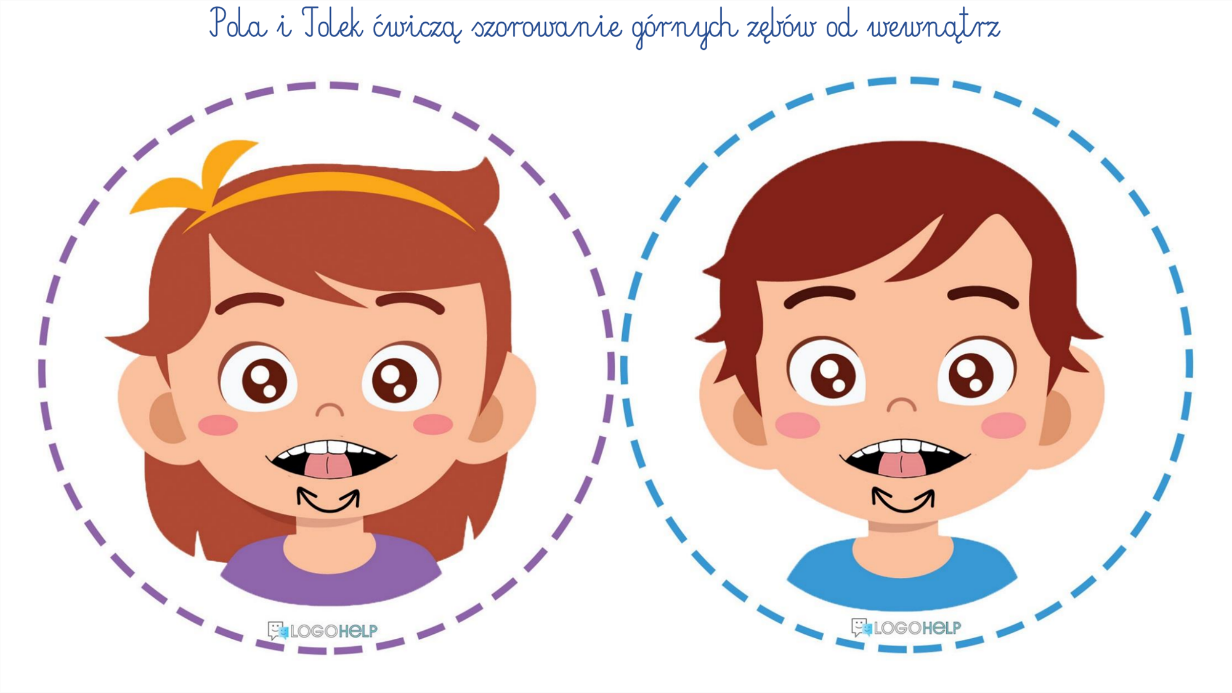 Pola i Tolek ćwiczą szorowanie górnych zębów od wewnątrz
LOGOHELP
LOGOHELP